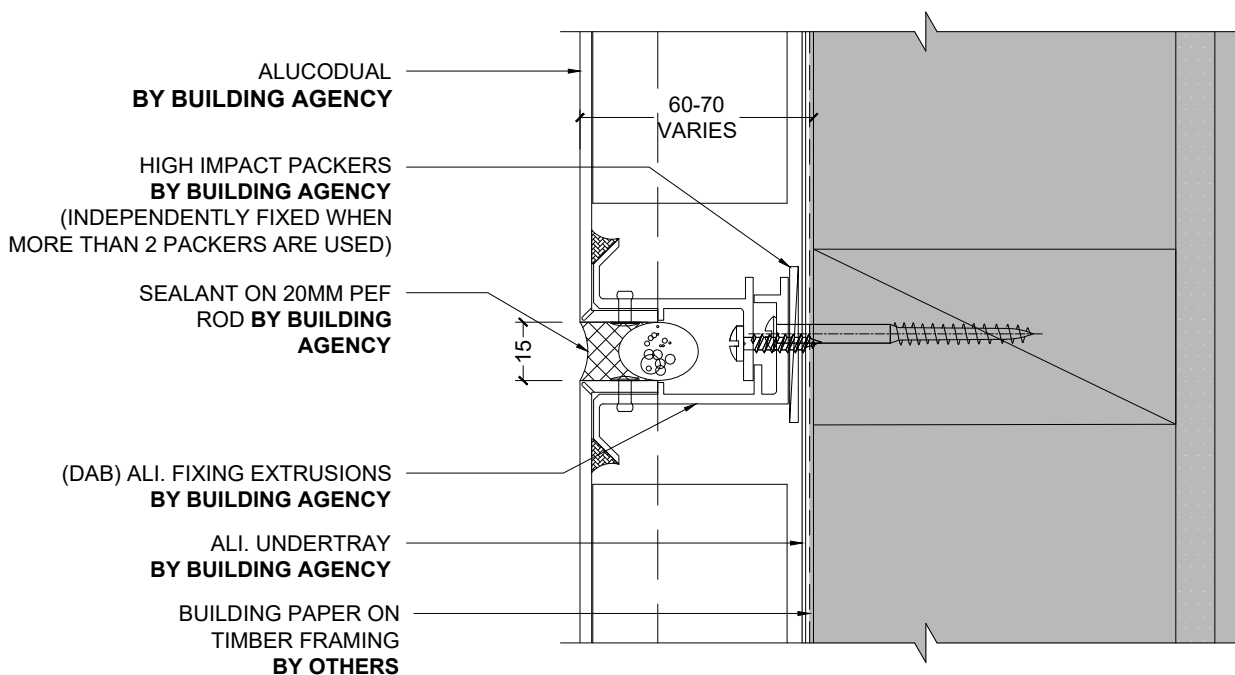 ALUCODUAL
BY BUILDING AGENCY
60-70
VARIES
HIGH IMPACT PACKERS
BY BUILDING AGENCY
(INDEPENDENTLY FIXED WHEN
MORE THAN 2 PACKERS ARE USED)
SEALANT ON 20MM PEF
ROD BY BUILDING
AGENCY
15
(DAB) ALI. FIXING EXTRUSIONS
BY BUILDING AGENCY
ALI. UNDERTRAY
BY BUILDING AGENCY
BUILDING PAPER ON
TIMBER FRAMING
BY OTHERS